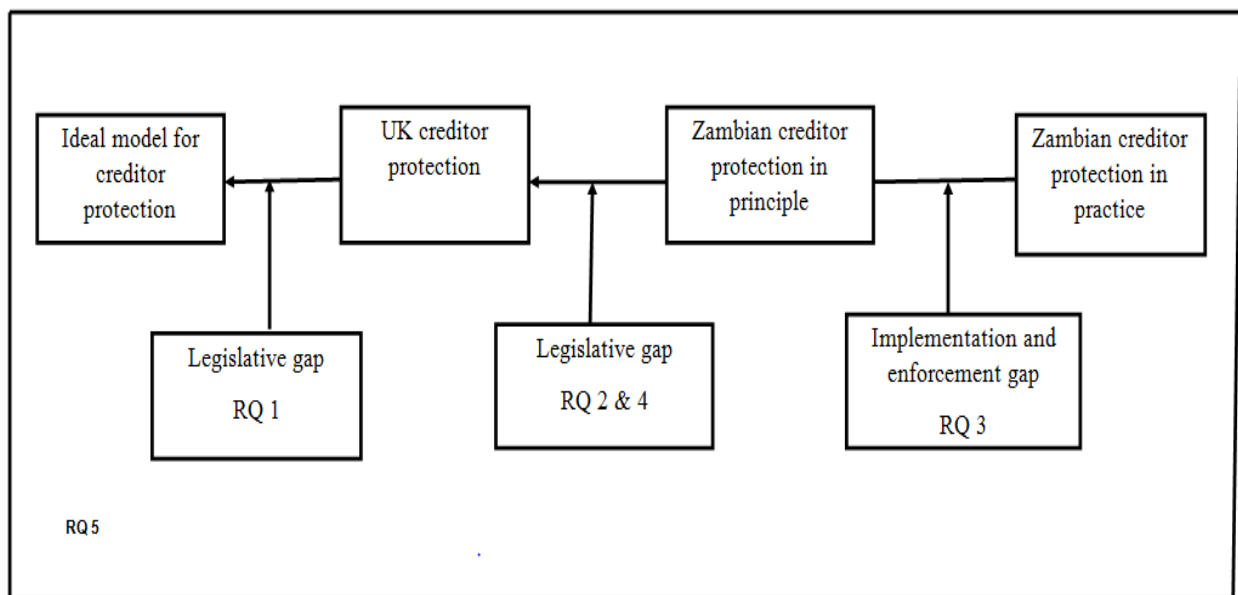 Ideal model for
creditor
protection
UK creditor
protection
Zambian creditor
protection in
principle
Zambian creditor
protection in
practice
Legislative gap
RQ 1
Legislative gap
RQ 2 & 4
Implementation and
enforcement gap
RQ 3
RQ 5